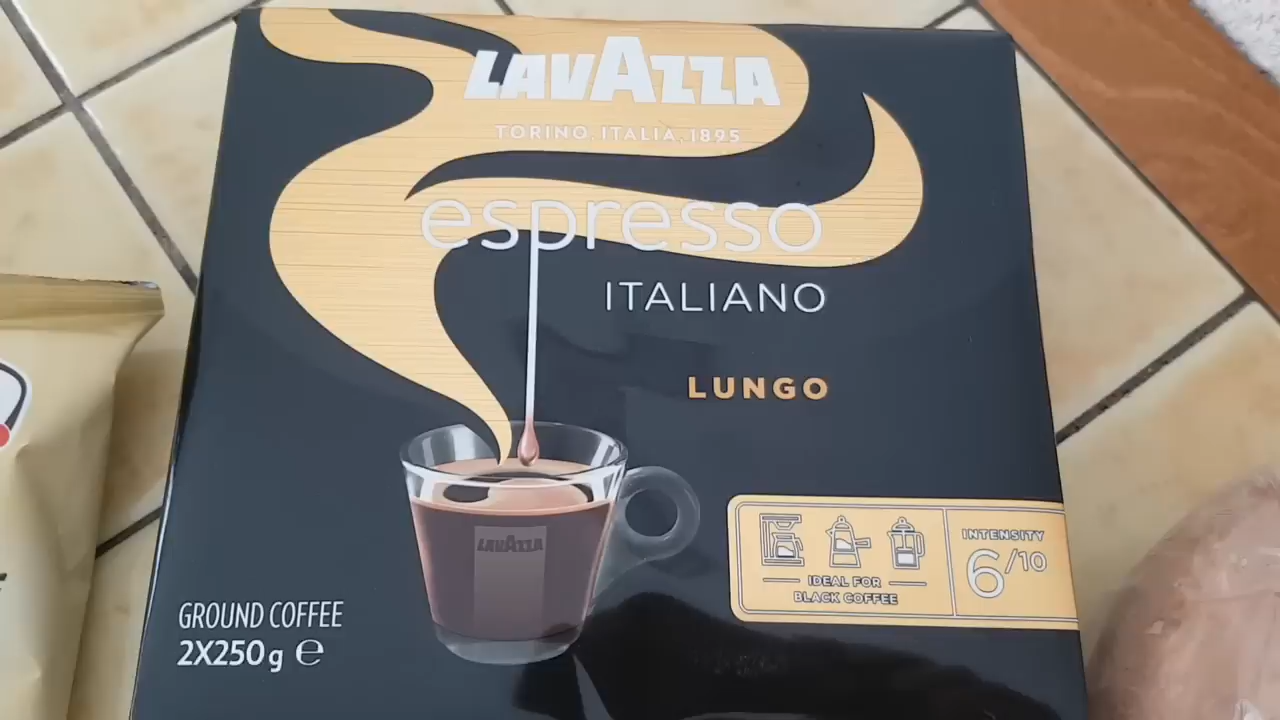 LAVAZZA
TORINO, ITALIA, 1895
espresso
ITALIANO
LUNGO
LAVAZZA
IDEAL FOR
BLACK COFFEE
INTENSITY
6/10
GROUND COFFEE
2X250g ℮